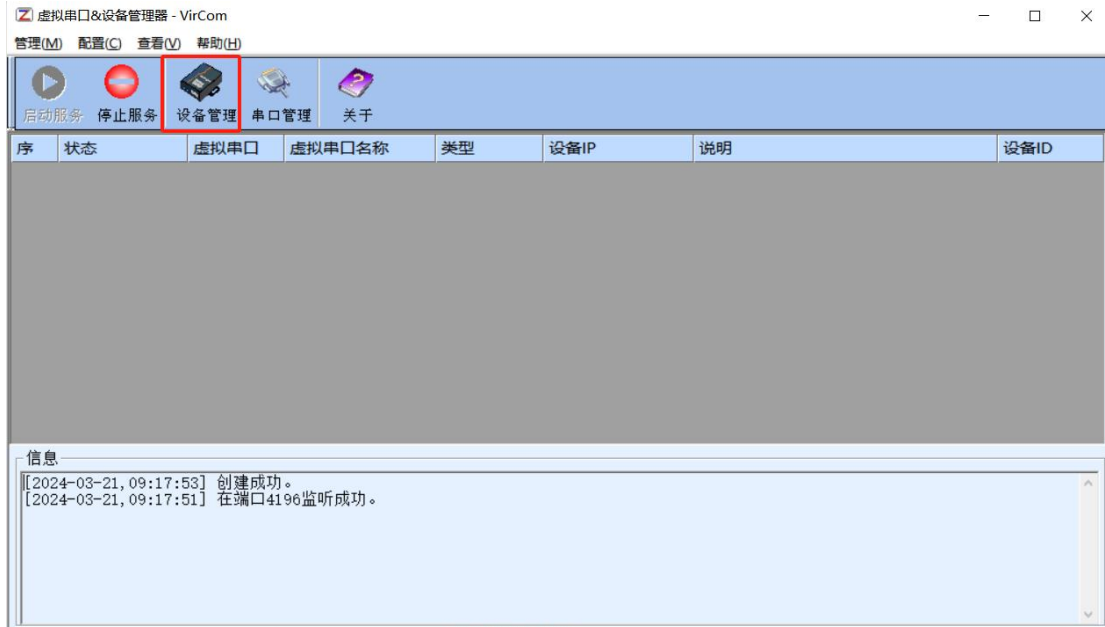 虚拟串口&设备管理器 - VirCom
管理(M) 配置(C) 查看(V) 帮助(H)
启动服务 停止服务 设备管理 串口管理 关于
序 状态 虚拟串口 虚拟串口名称 类型 设备IP 说明 设备ID
信息
[2024-03-21,09:17:53] 创建成功。
[2024-03-21,09:17:51] 在端口4196监听成功。